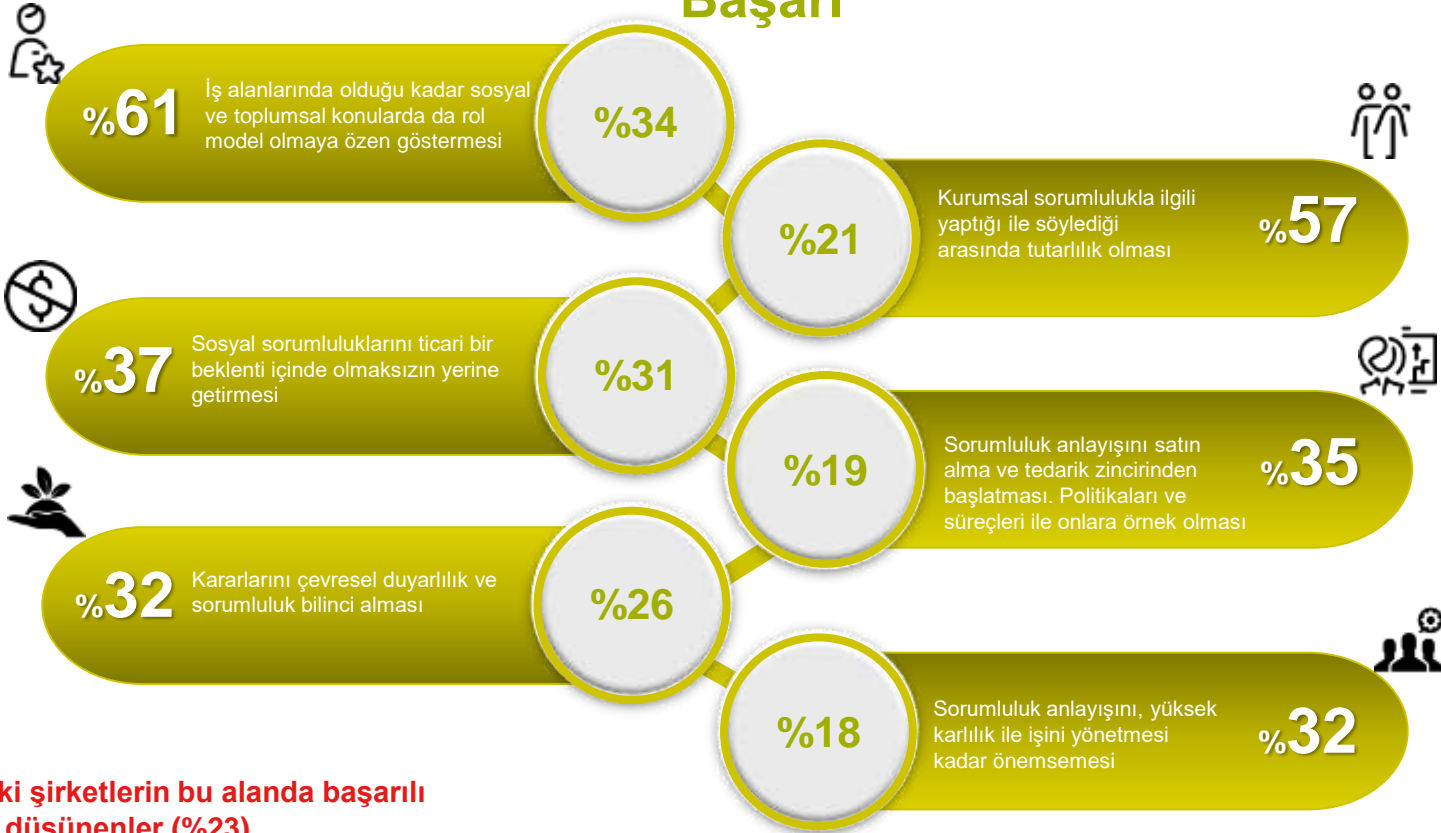 Başarı
%61
İş alanlarında olduğu kadar sosyal
ve toplumsal konularda da rol
model olmaya özen göstermesi
%34
%21
Kurumsal sorumlulukla ilgili
yaptığı ile söylediği
arasında tutarlılık olması
%57
%37
Sosyal sorumluluklarını ticari bir
beklenti içinde olmaksızın yerine
getirmesi
%31
%19
Sorumluluk anlayışını satın
alma ve tedarik zincirinden
başlatması. Politikaları ve
süreçleri ile onlara örnek olması
%35
%32
Kararlarını çevresel duyarlılık ve
sorumluluk bilinci alması
%26
%18
Sorumluluk anlayışını, yüksek
karlılık ile işini yönetmesi
kadar önemsemesi
%32
ki şirketlerin bu alanda başarılı
düşünenler (%23)